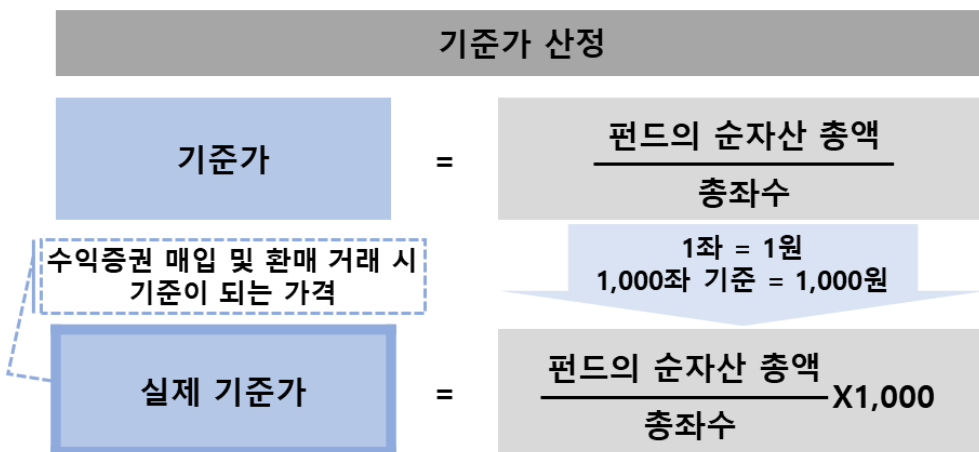 기준가 산정
기준가
=
펀드의 순자산 총액
총좌수
수익증권 매입 및 환매 거래 시
기준이 되는 가격
1좌 = 1원
1,000좌 기준 = 1,000원
실제 기준가
=
펀드의 순자산 총액
총좌수
X1,000